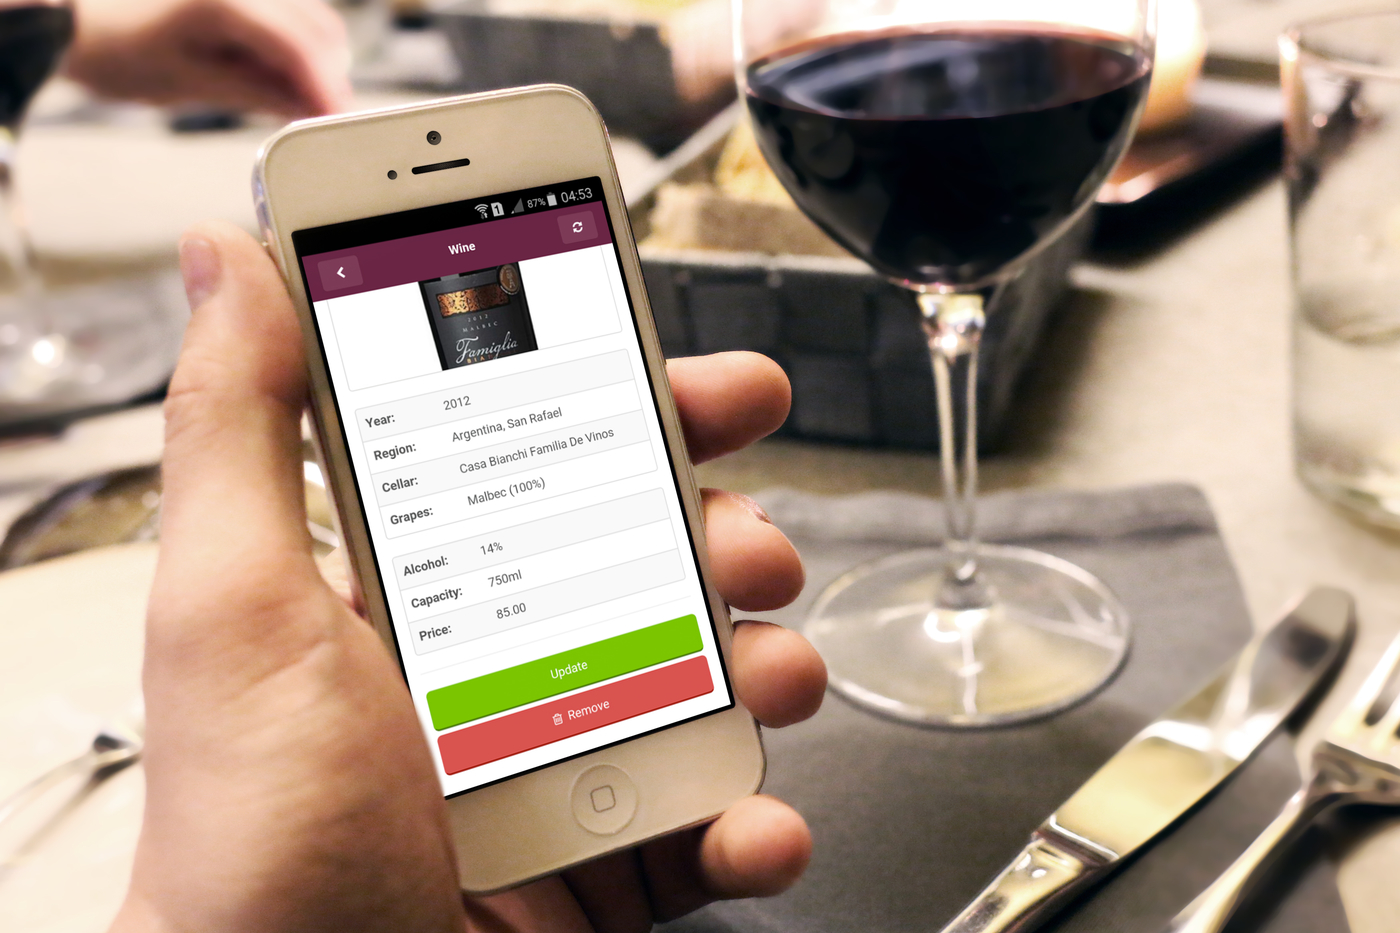 1 87% 04:53
Wine
2012
MALBEC
Famiglia
Year: 2012
Region: Argentina, San Rafael
Cellar: Casa Bianchi Familia De Vinos
Grapes: Malbec (100%)
Alcohol: 14%
Capacity: 750ml
Price: 85.00
Update
Remove